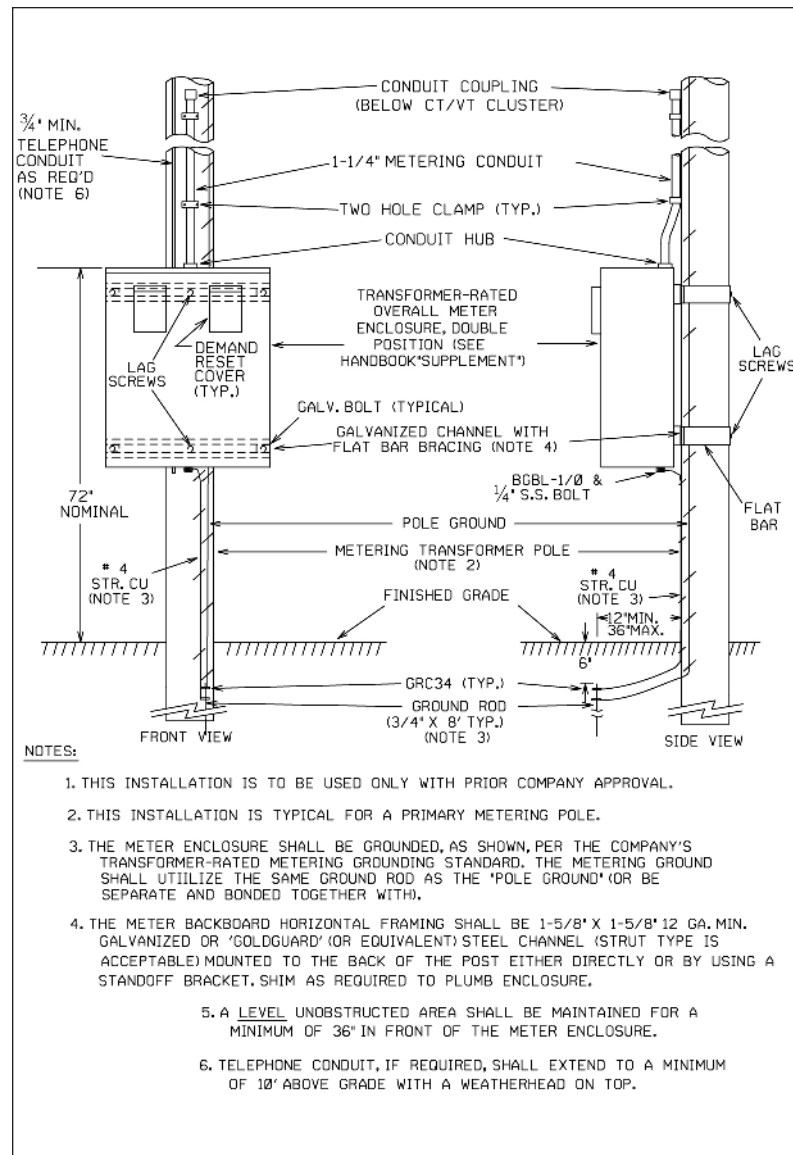 CONDUIT COUPLING
(BELOW CT/VT CLUSTER)
3/4" MIN.
TELEPHONE
CONDUIT
AS REQ'D
(NOTE 6)
1-1/4" METERING CONDUIT
TWO HOLE CLAMP (TYP.)
CONDUIT HUB
TRANSFORMER-RATED
OVERALL METER
ENCLOSURE, DOUBLE
POSITION (SEE
HANDBOOK"SUPPLEMENT")
DEMAND
RESET
COVER
(TYP.)
LAG
SCREWS
LAG
SCREWS
GALV. BOLT (TYPICAL)
GALVANIZED CHANNEL WITH
FLAT BAR BRACING (NOTE 4)
BGBL-1/0 &
1/4" S.S. BOLT
FLAT
BAR
72"
NOMINAL
POLE GROUND
METERING TRANSFORMER POLE
(NOTE 2)
# 4
STR. CU
(NOTE 3)
# 4
STR. CU
(NOTE 3)
FINISHED GRADE
12"MIN.
36"MAX.
6"
GRC34 (TYP.)
GROUND ROD
(3/4" X 8' TYP.)
(NOTE 3)
FRONT VIEW
SIDE VIEW
NOTES:
1. THIS INSTALLATION IS TO BE USED ONLY WITH PRIOR COMPANY APPROVAL.
2. THIS INSTALLATION IS TYPICAL FOR A PRIMARY METERING POLE.
3. THE METER ENCLOSURE SHALL BE GROUNDED, AS SHOWN, PER THE COMPANY'S
TRANSFORMER-RATED METERING GROUNDING STANDARD. THE METERING GROUND
SHALL UTIILIZE THE SAME GROUND ROD AS THE "POLE GROUND" (OR BE
SEPARATE AND BONDED TOGETHER WITH).
4. THE METER BACKBOARD HORIZONTAL FRAMING SHALL BE 1-5/8" X 1-5/8" 12 GA. MIN.
GALVANIZED OR 'GOLDGUARD' (OR EQUIVALENT) STEEL CHANNEL (STRUT TYPE IS
ACCEPTABLE) MOUNTED TO THE BACK OF THE POST EITHER DIRECTLY OR BY USING A
STANDOFF BRACKET. SHIM AS REQUIRED TO PLUMB ENCLOSURE.
5. A LEVEL UNOBSTRUCTED AREA SHALL BE MAINTAINED FOR A
MINIMUM OF 36" IN FRONT OF THE METER ENCLOSURE.
6. TELEPHONE CONDUIT, IF REQUIRED, SHALL EXTEND TO A MINIMUM
OF 10' ABOVE GRADE WITH A WEATHERHEAD ON TOP.